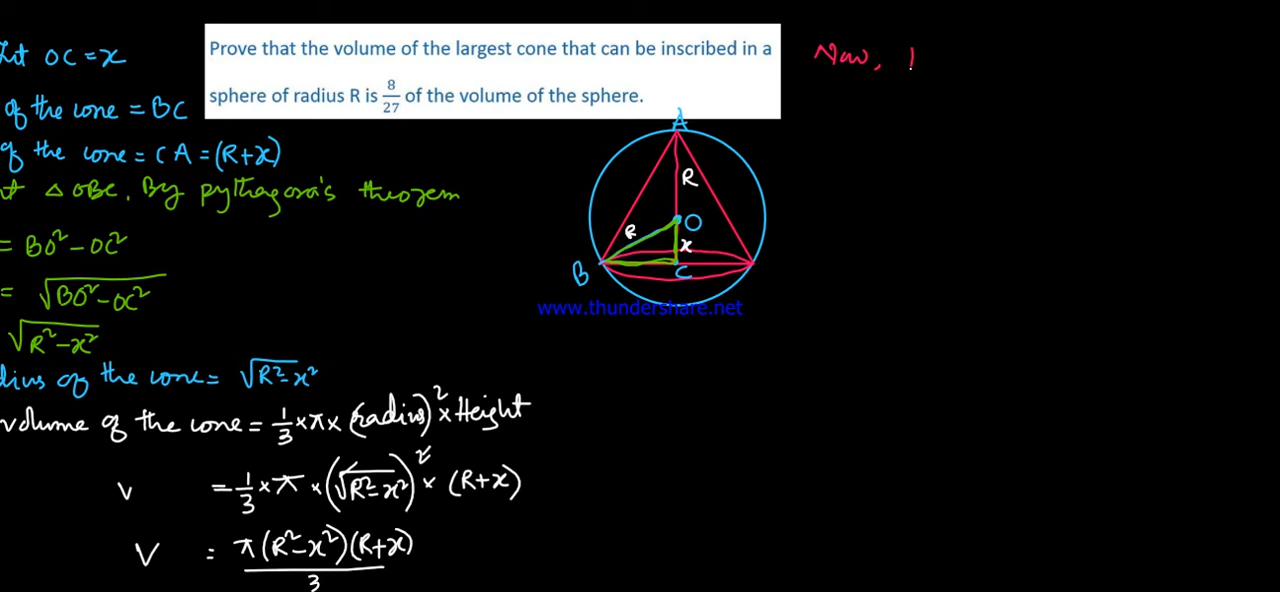 Let OC = x
of the cone = BC
of the cone = CA = (R+x)
Δ OBC, By pythagora's theorem
= BO² - OC²
= √BO² - OC²
√R² - x²
dius of the cone = √R² - x²
volume of the cone = 1/3 × π × (radius)² × Height
V = 1/3 × π × (√R² - x²)² × (R+x)
V = π(R² - x²)(R+x)/3
Prove that the volume of the largest cone that can be inscribed in a
sphere of radius R is 8/27 of the volume of the sphere.
A
R
O
R
x
B
C
www.thundershare.net
Now,